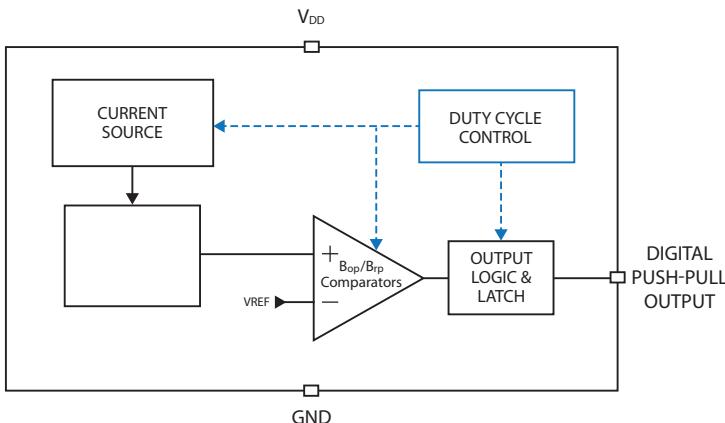 VDD
CURRENT
SOURCE
DUTY CYCLE
CONTROL
+
Bop/Brp
Comparators
VREF
−
OUTPUT
LOGIC &
LATCH
DIGITAL
PUSH-PULL
OUTPUT
GND